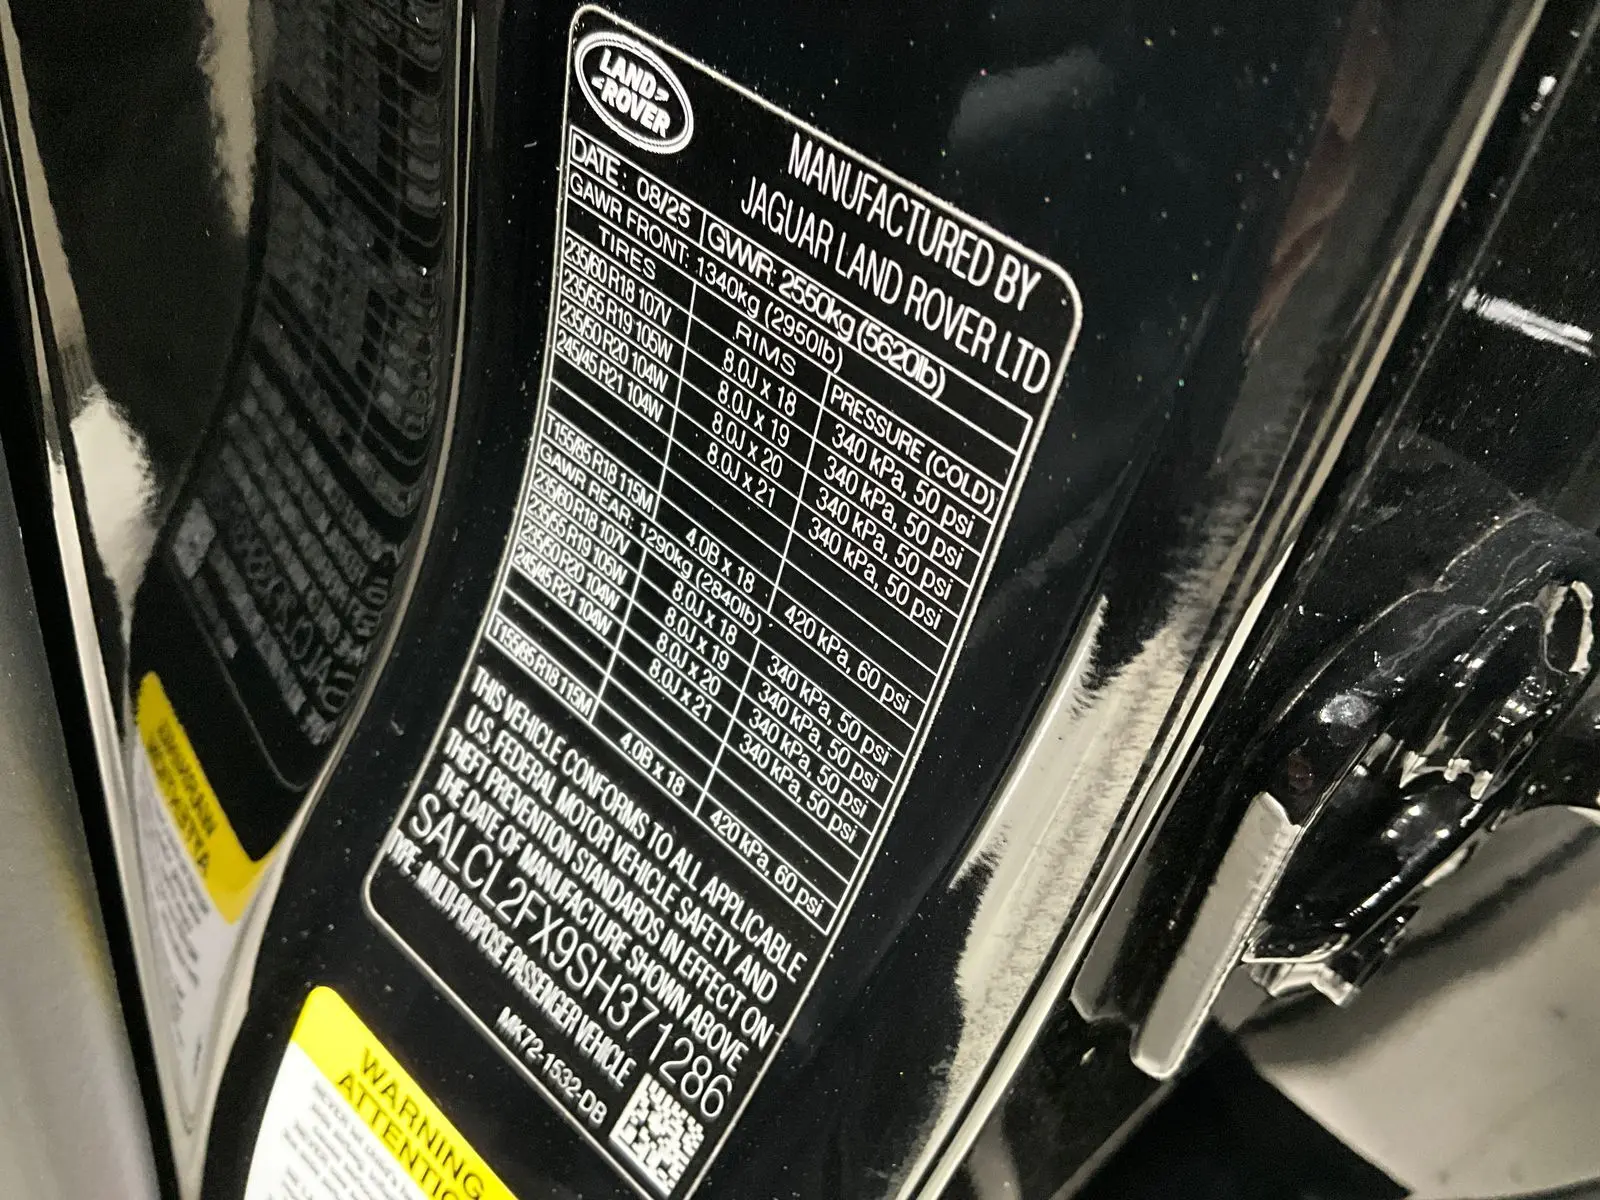 LAND
ROVER
MANUFACTURED BY
JAGUAR LAND ROVER LTD
DATE: 08/25 GWWR: 2550kg (5620lb)
GAWR FRONT: 1340kg (2950lb)
TIRES RIMS PRESSURE (COLD)
235/60 R18 107V 8.0J x 18 340 kPa, 50 psi
235/55 R19 105W 8.0J x 19 340 kPa, 50 psi
235/50 R20 104W 8.0J x 20 340 kPa, 50 psi
245/45 R21 104W 8.0J x 21 340 kPa, 50 psi
T155/85 R18 115M 4.0B x 18 420 kPa, 60 psi
GAWR REAR: 1290kg (2840lb)
235/60 R18 107V 8.0J x 18 340 kPa, 50 psi
235/55 R19 105W 8.0J x 19 340 kPa, 50 psi
235/50 R20 104W 8.0J x 20 340 kPa, 50 psi
245/45 R21 104W 8.0J x 21 340 kPa, 50 psi
T155/85 R18 115M 4.0B x 18 420 kPa, 60 psi
THIS VEHICLE CONFORMS TO ALL APPLICABLE
U.S. FEDERAL MOTOR VEHICLE SAFETY AND
THEFT PREVENTION STANDARDS IN EFFECT ON
THE DATE OF MANUFACTURE SHOWN ABOVE
SALCL2FX9SH371286
TYPE: MULTI-PURPOSE PASSENGER VEHICLE
MK72-1532-DB
WARNING
ATTENTIO